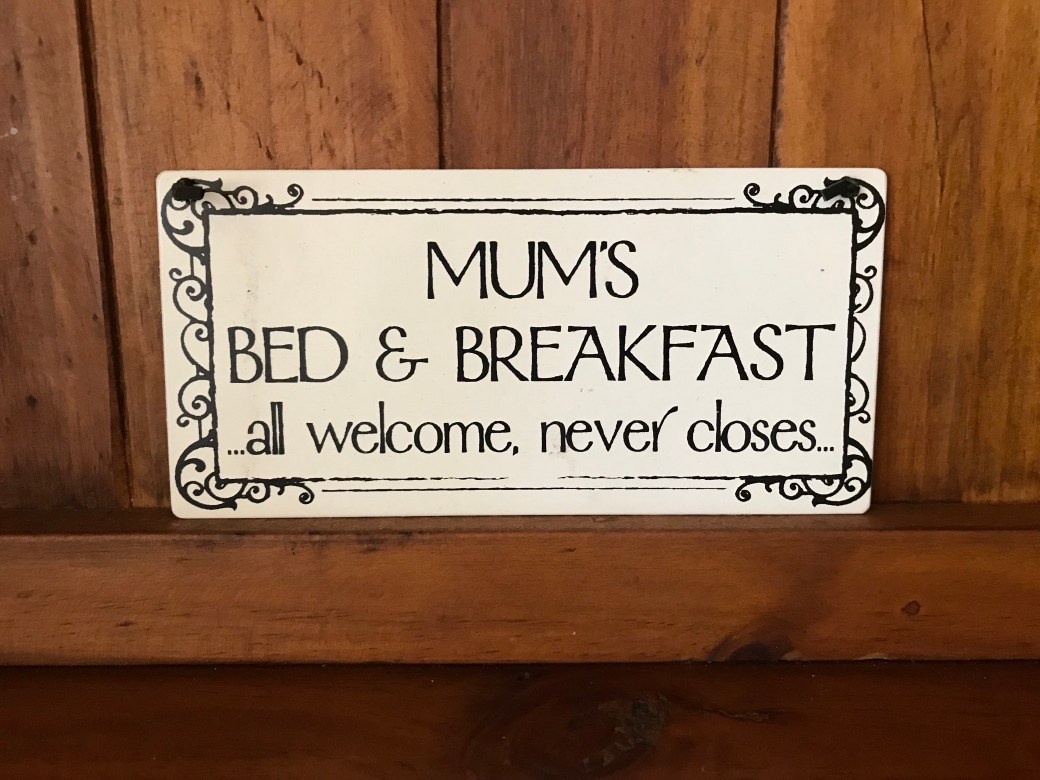 MUM'S
BED & BREAKFAST
...all welcome, never closes...